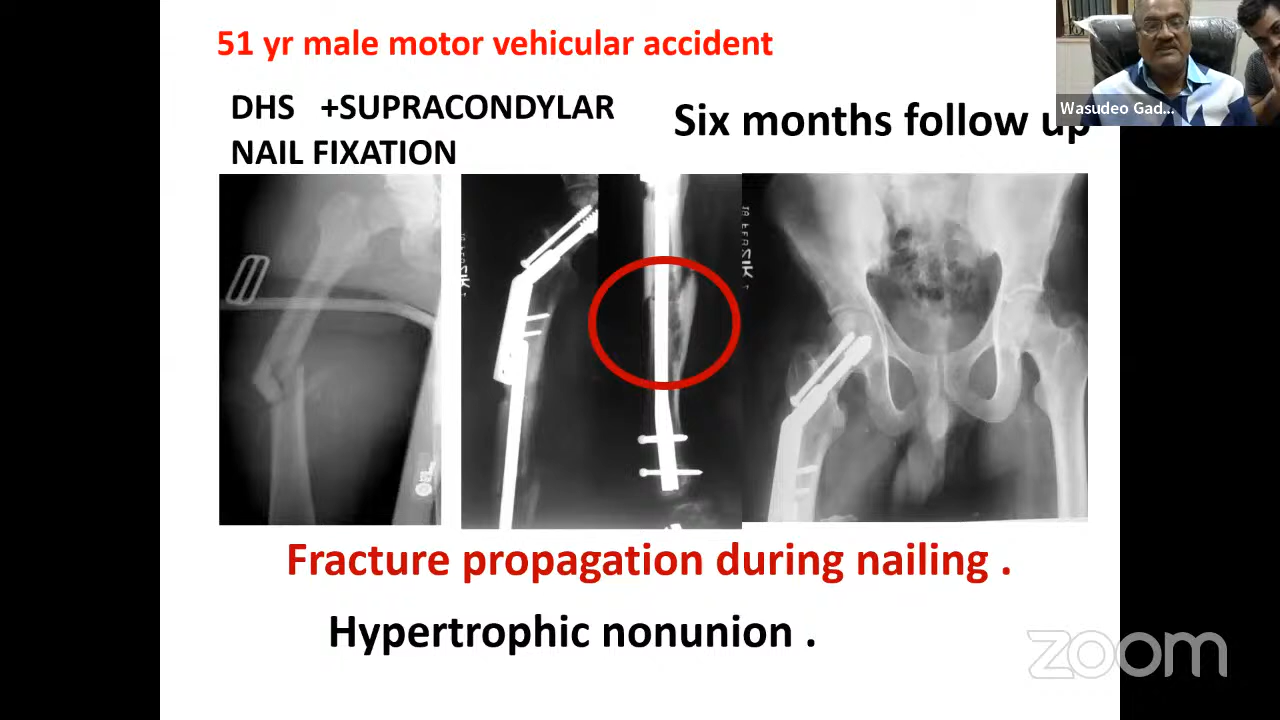 51 yr male motor vehicular accident
DHS +SUPRACONDYLAR
NAIL FIXATION
Six months follow up
Wasudeo Gad...
Fracture propagation during nailing .
Hypertrophic nonunion .
zoom